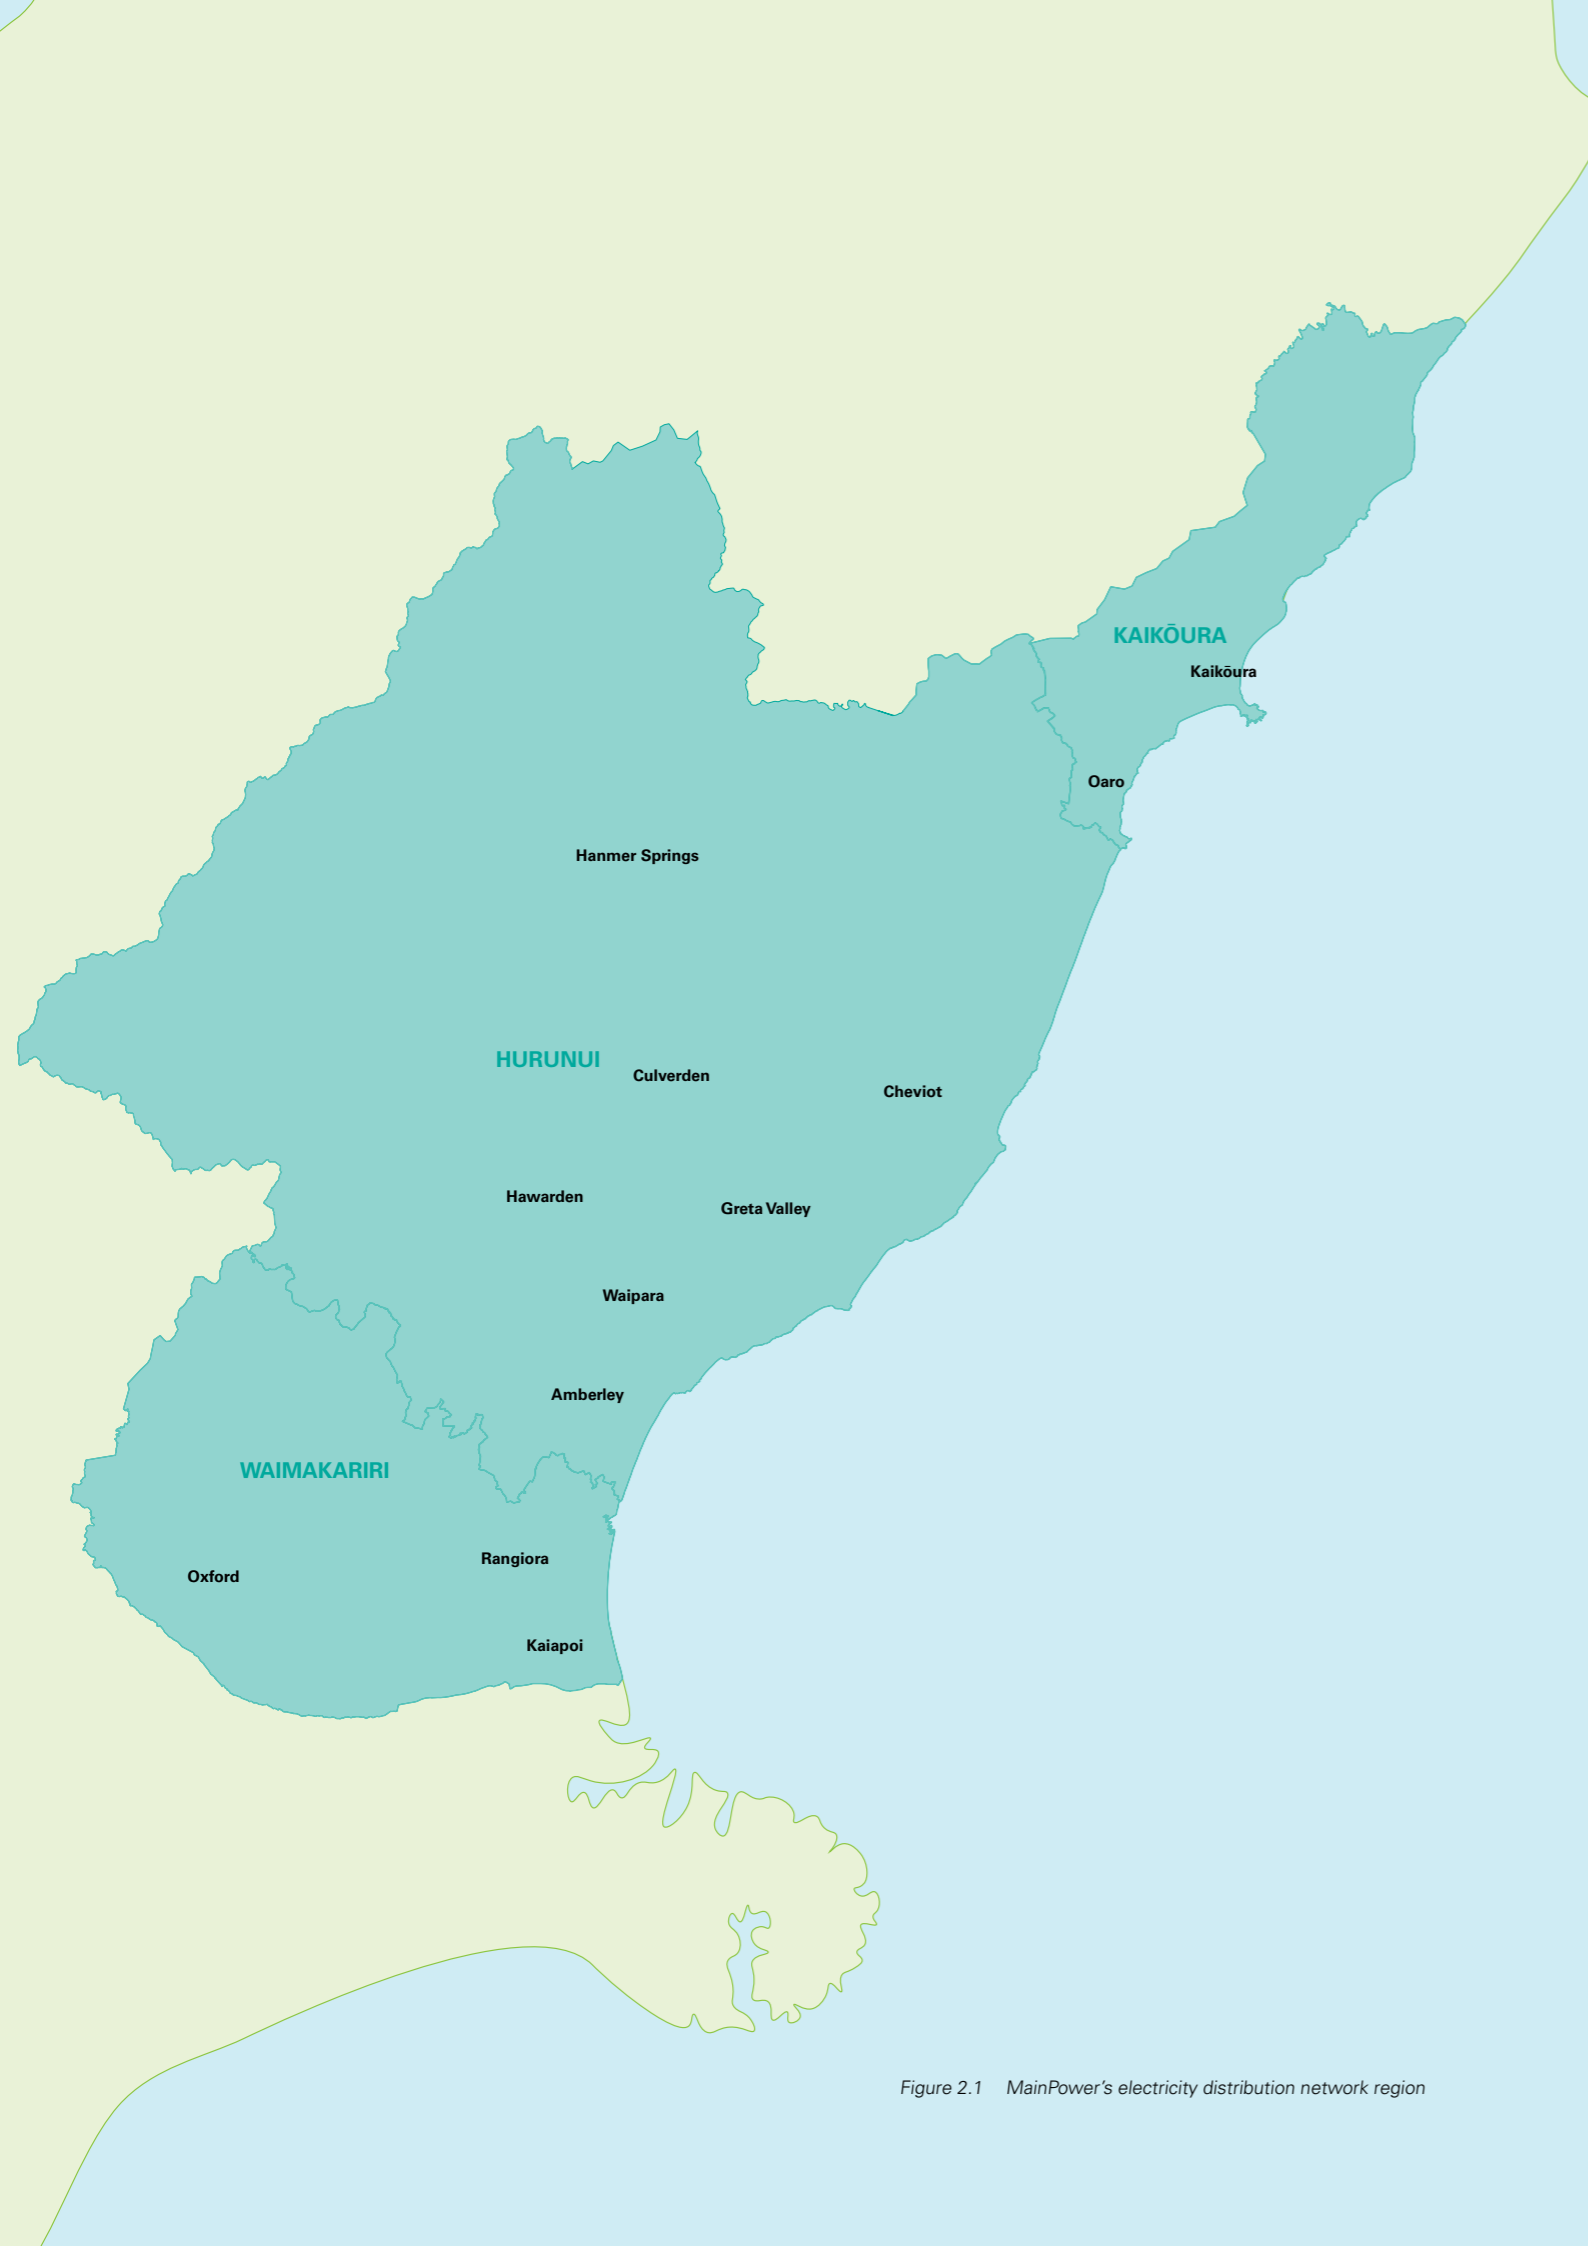 KAIKŌURA
Kaikōura
Oaro
Hanmer Springs
HURUNUI
Culverden
Cheviot
Hawarden
Greta Valley
Waipara
Amberley
WAIMAKARIRI
Rangiora
Oxford
Kaiapoi
Figure 2.1 MainPower’s electricity distribution network region